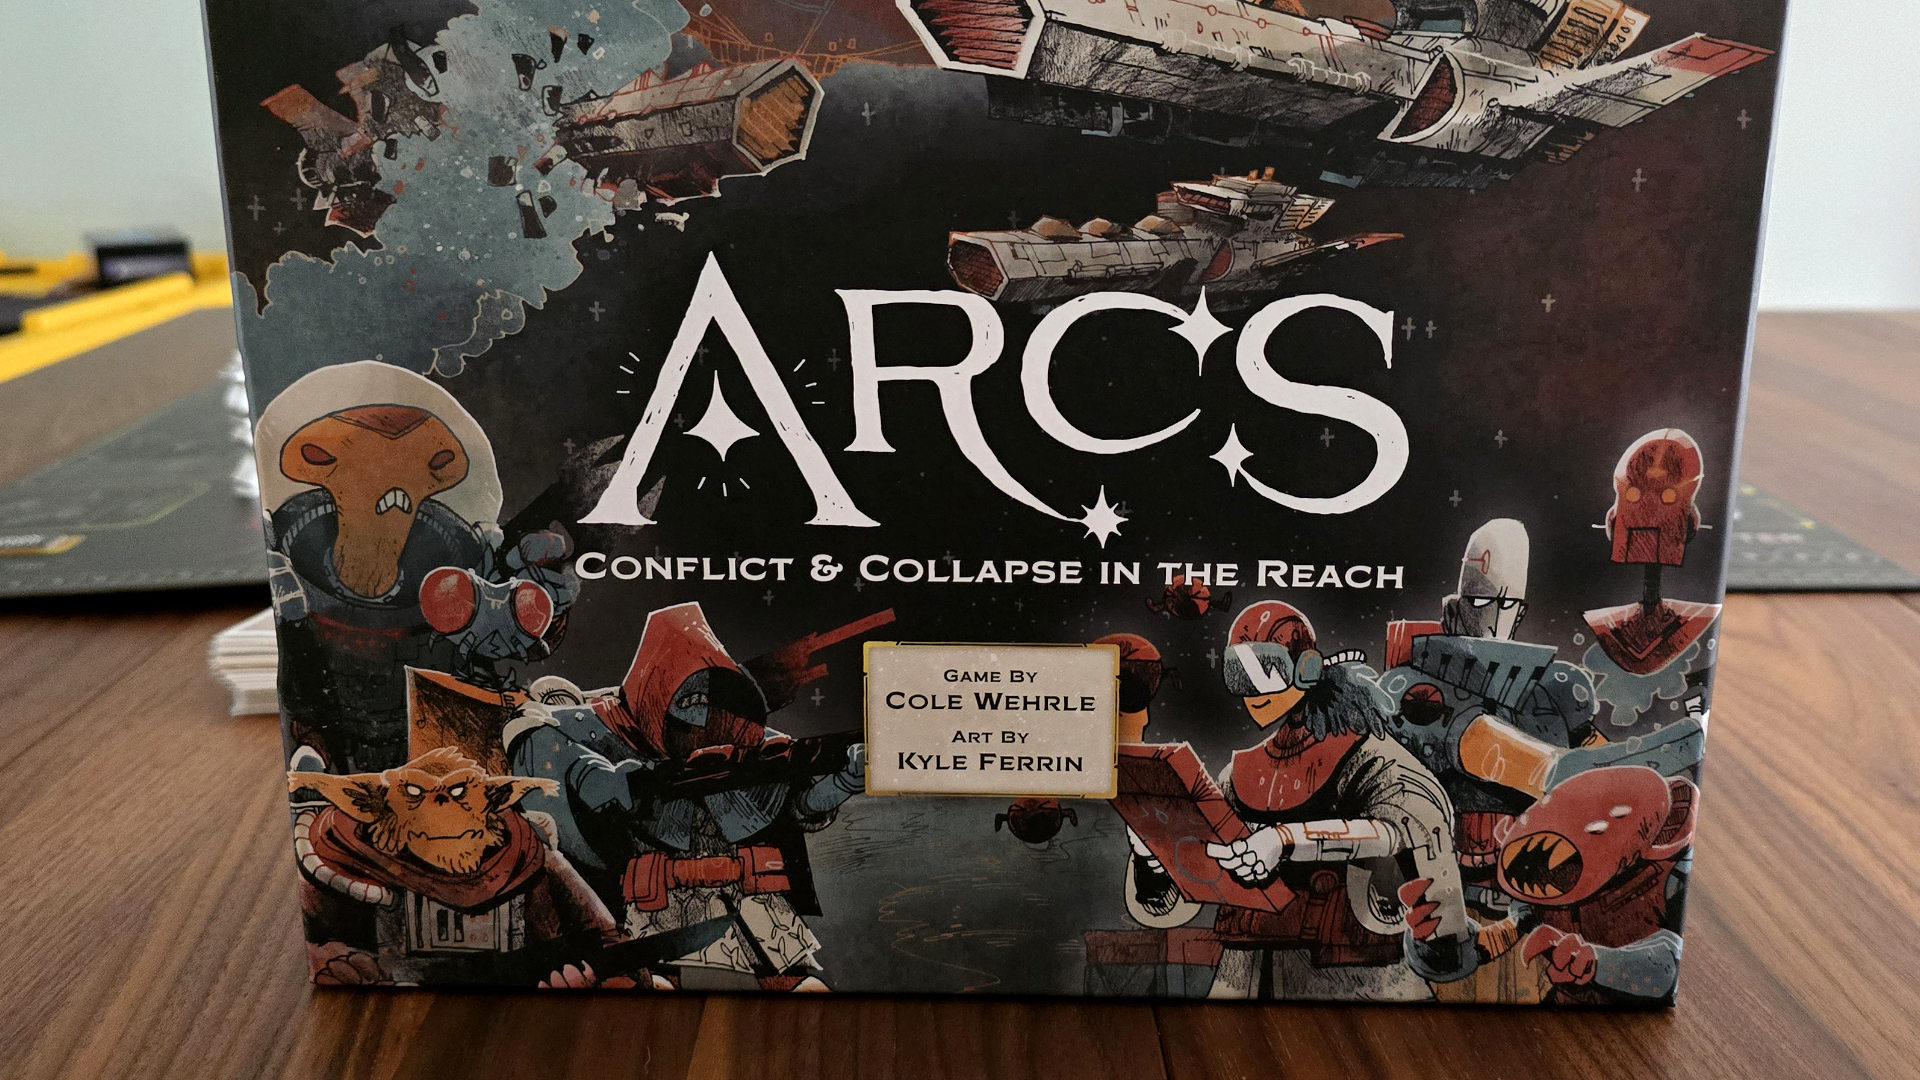 ARCS
CONFLICT & COLLAPSE IN THE REACH
GAME BY
COLE WEHRLE
ART BY
KYLE FERRIN